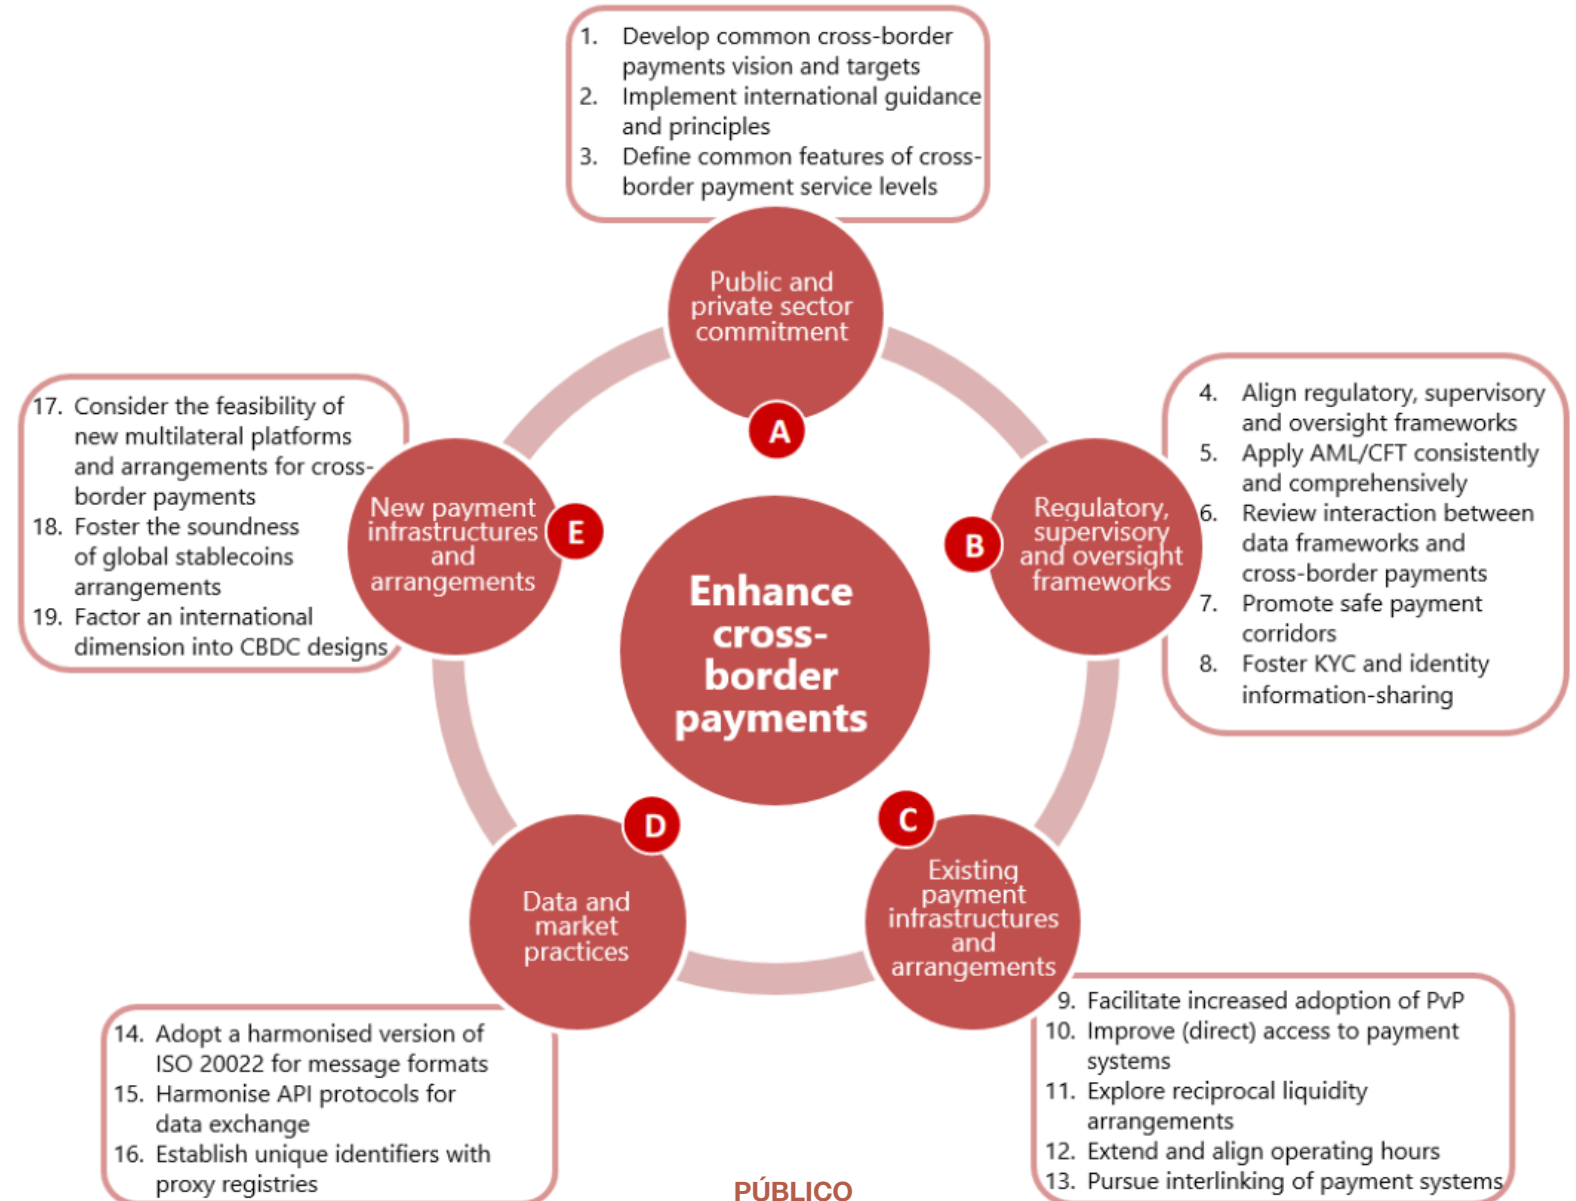 1. Develop common cross-border
payments vision and targets
2. Implement international guidance
and principles
3. Define common features of cross-
border payment service levels
Public and
private sector
commitment
A
17. Consider the feasibility of
new multilateral platforms
and arrangements for cross-
border payments
18. Foster the soundness
of global stablecoins
arrangements
19. Factor an international
dimension into CBDC designs
New payment
infrastructures
and
arrangements
E
Enhance
cross-
border
payments
B
Regulatory,
supervisory
and oversight
frameworks
4. Align regulatory, supervisory
and oversight frameworks
5. Apply AML/CFT consistently
and comprehensively
6. Review interaction between
data frameworks and
cross-border payments
7. Promote safe payment
corridors
8. Foster KYC and identity
information-sharing
D
Data and
market
practices
C
Existing
payment
infrastructures
and
arrangements
14. Adopt a harmonised version of
ISO 20022 for message formats
15. Harmonise API protocols for
data exchange
16. Establish unique identifiers with
proxy registries
9. Facilitate increased adoption of PvP
10. Improve (direct) access to payment
systems
11. Explore reciprocal liquidity
arrangements
12. Extend and align operating hours
13. Pursue interlinking of payment systems
PÚBLICO